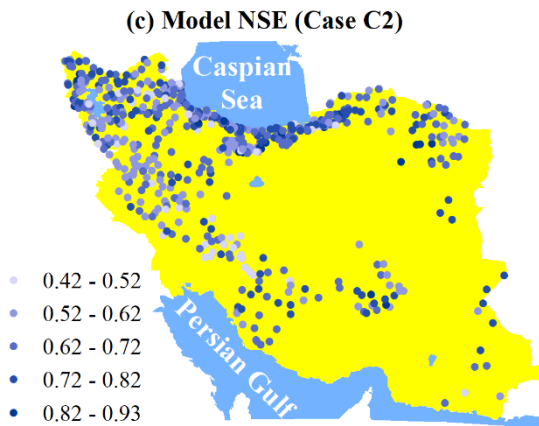 (c) Model NSE (Case C2)
Caspian
Sea
0.42 - 0.52
0.52 - 0.62
0.62 - 0.72
0.72 - 0.82
0.82 - 0.93
Persian Gulf